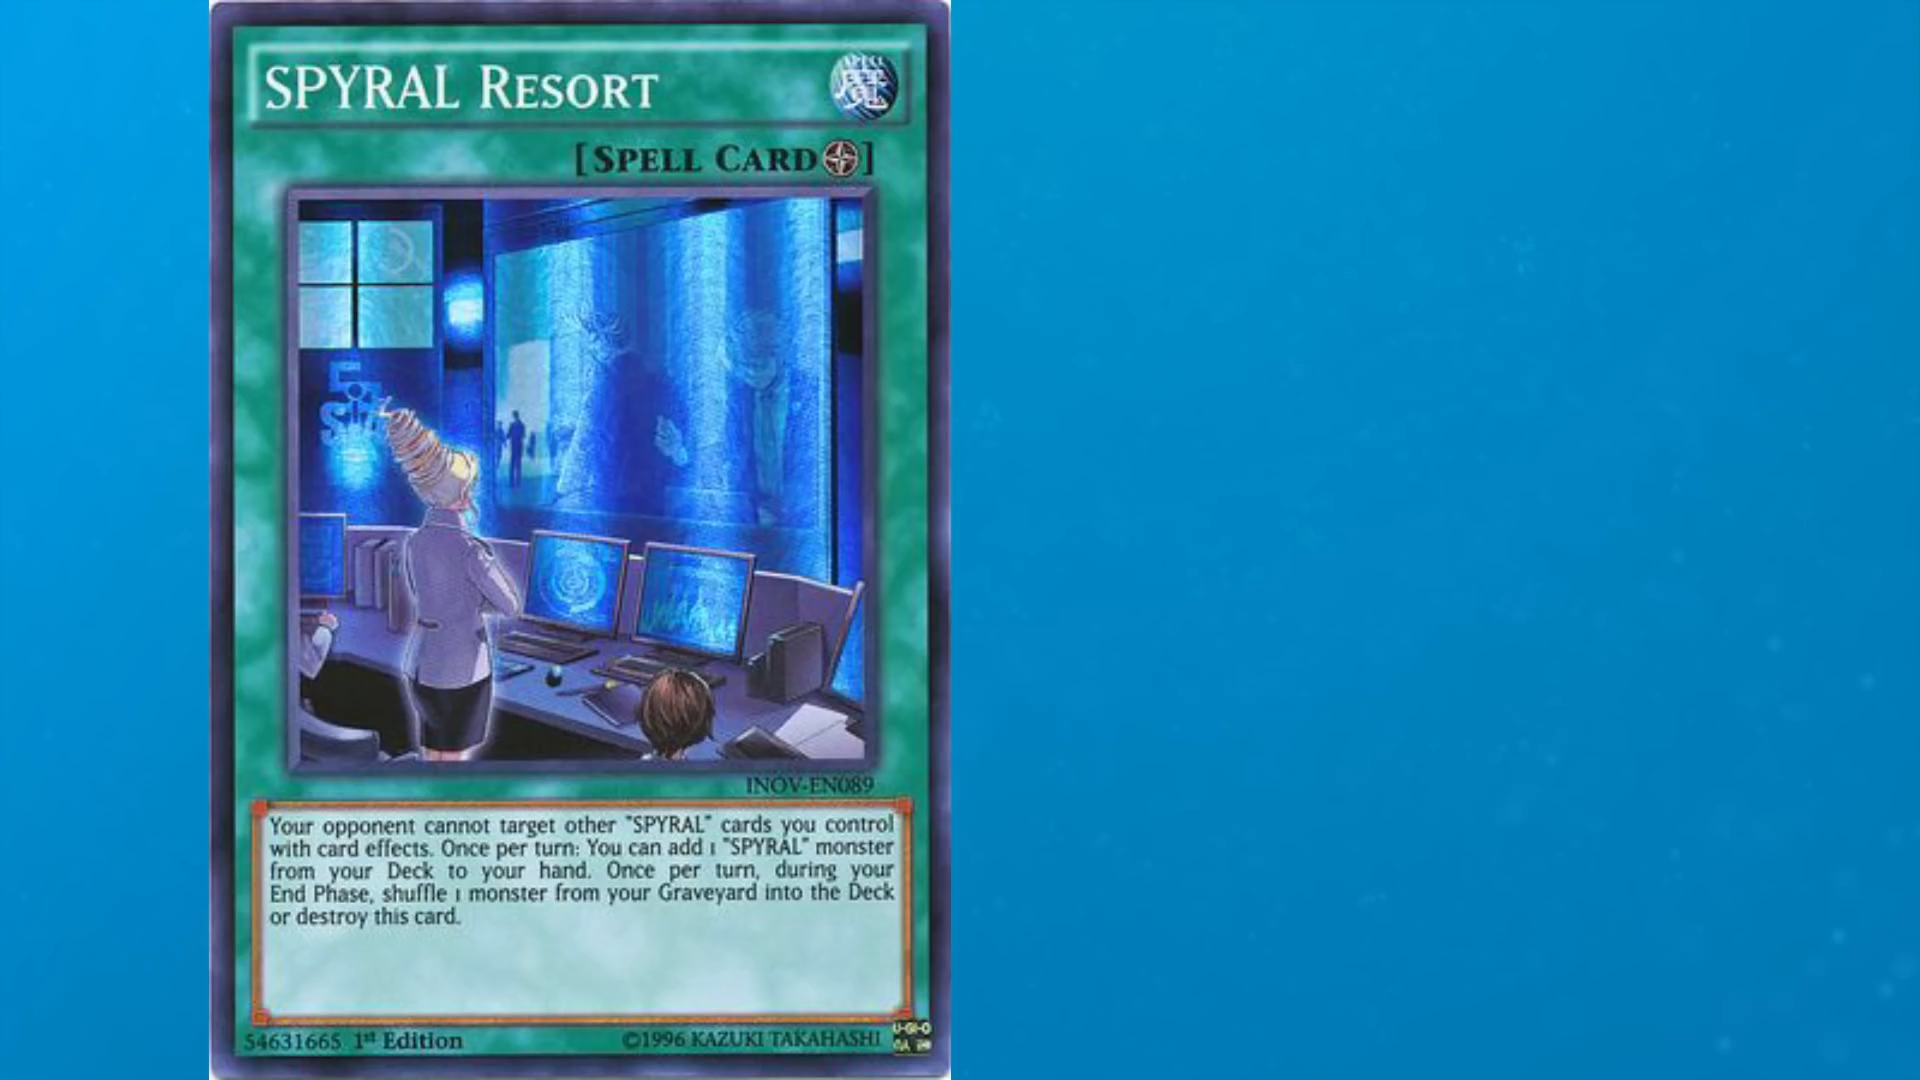 SPYRAL RESORT
[SPELL CARD]
INOV-EN089
Your opponent cannot target other "SPYRAL" cards you control
with card effects. Once per turn: You can add 1 "SPYRAL" monster
from your Deck to your hand. Once per turn, during your
End Phase, shuffle 1 monster from your Graveyard into the Deck
or destroy this card.
54631665 1st Edition
©1996 KAZUKI TAKAHASHI